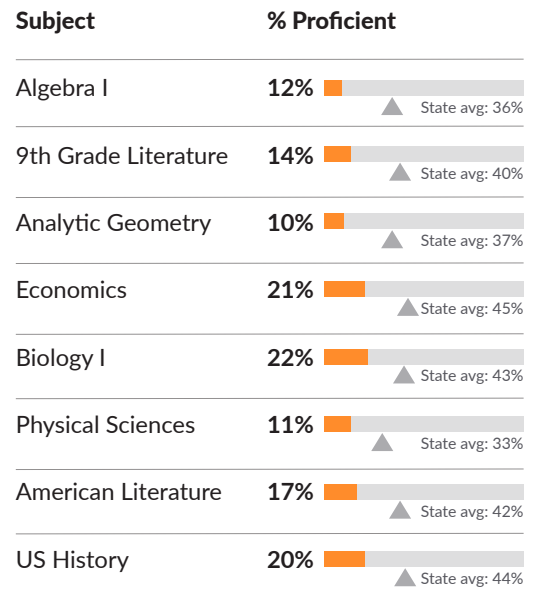 Subject % Proficient
Algebra I 12%
State avg: 36%
9th Grade Literature 14%
State avg: 40%
Analytic Geometry 10%
State avg: 37%
Economics 21%
State avg: 45%
Biology I 22%
State avg: 43%
Physical Sciences 11%
State avg: 33%
American Literature 17%
State avg: 42%
US History 20%
State avg: 44%